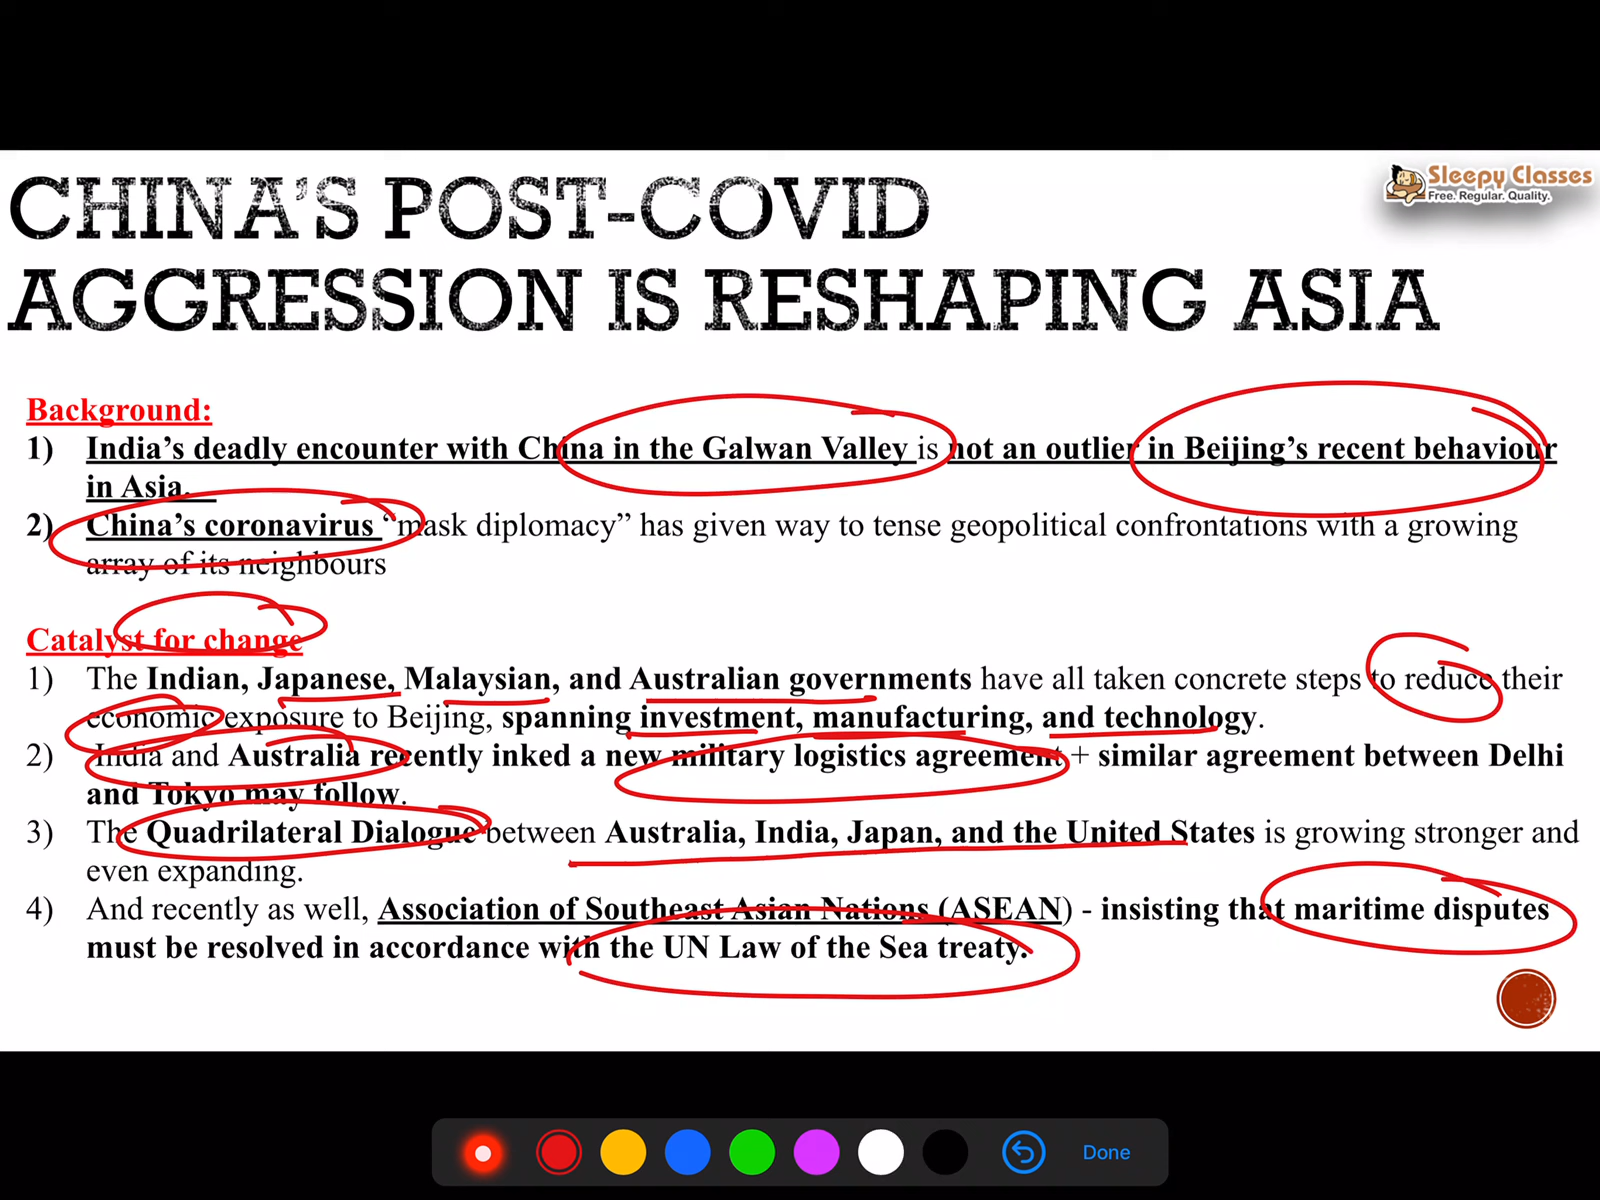 CHINA'S POST-COVID
AGGRESSION IS RESHAPING ASIA
Sleepy Classes
Free. Regular. Quality.
Background:
1) India's deadly encounter with China in the Galwan Valley is not an outlier in Beijing's recent behaviour
in Asia.
2) China's coronavirus "mask diplomacy" has given way to tense geopolitical confrontations with a growing
array of its neighbours
Catalyst for change
1) The Indian, Japanese, Malaysian, and Australian governments have all taken concrete steps to reduce their
economic exposure to Beijing, spanning investment, manufacturing, and technology.
2) India and Australia recently inked a new military logistics agreement + similar agreement between Delhi
and Tokyo may follow.
3) The Quadrilateral Dialogue between Australia, India, Japan, and the United States is growing stronger and
even expanding.
4) And recently as well, Association of Southeast Asian Nations (ASEAN) - insisting that maritime disputes
must be resolved in accordance with the UN Law of the Sea treaty.
Done